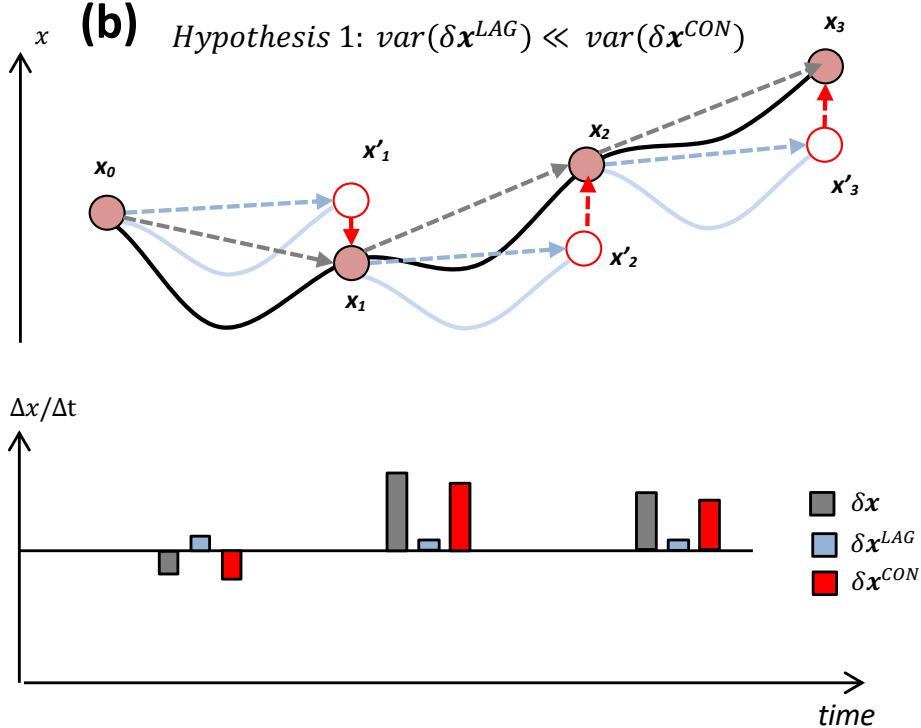 x (b) Hypothesis 1: var(δx^LAG) ≪ var(δx^CON)
x₃
x₂
x'₁
x₀
x'₃
x'₂
x₁
Δx/Δt
δx
δx^LAG
δx^CON
time